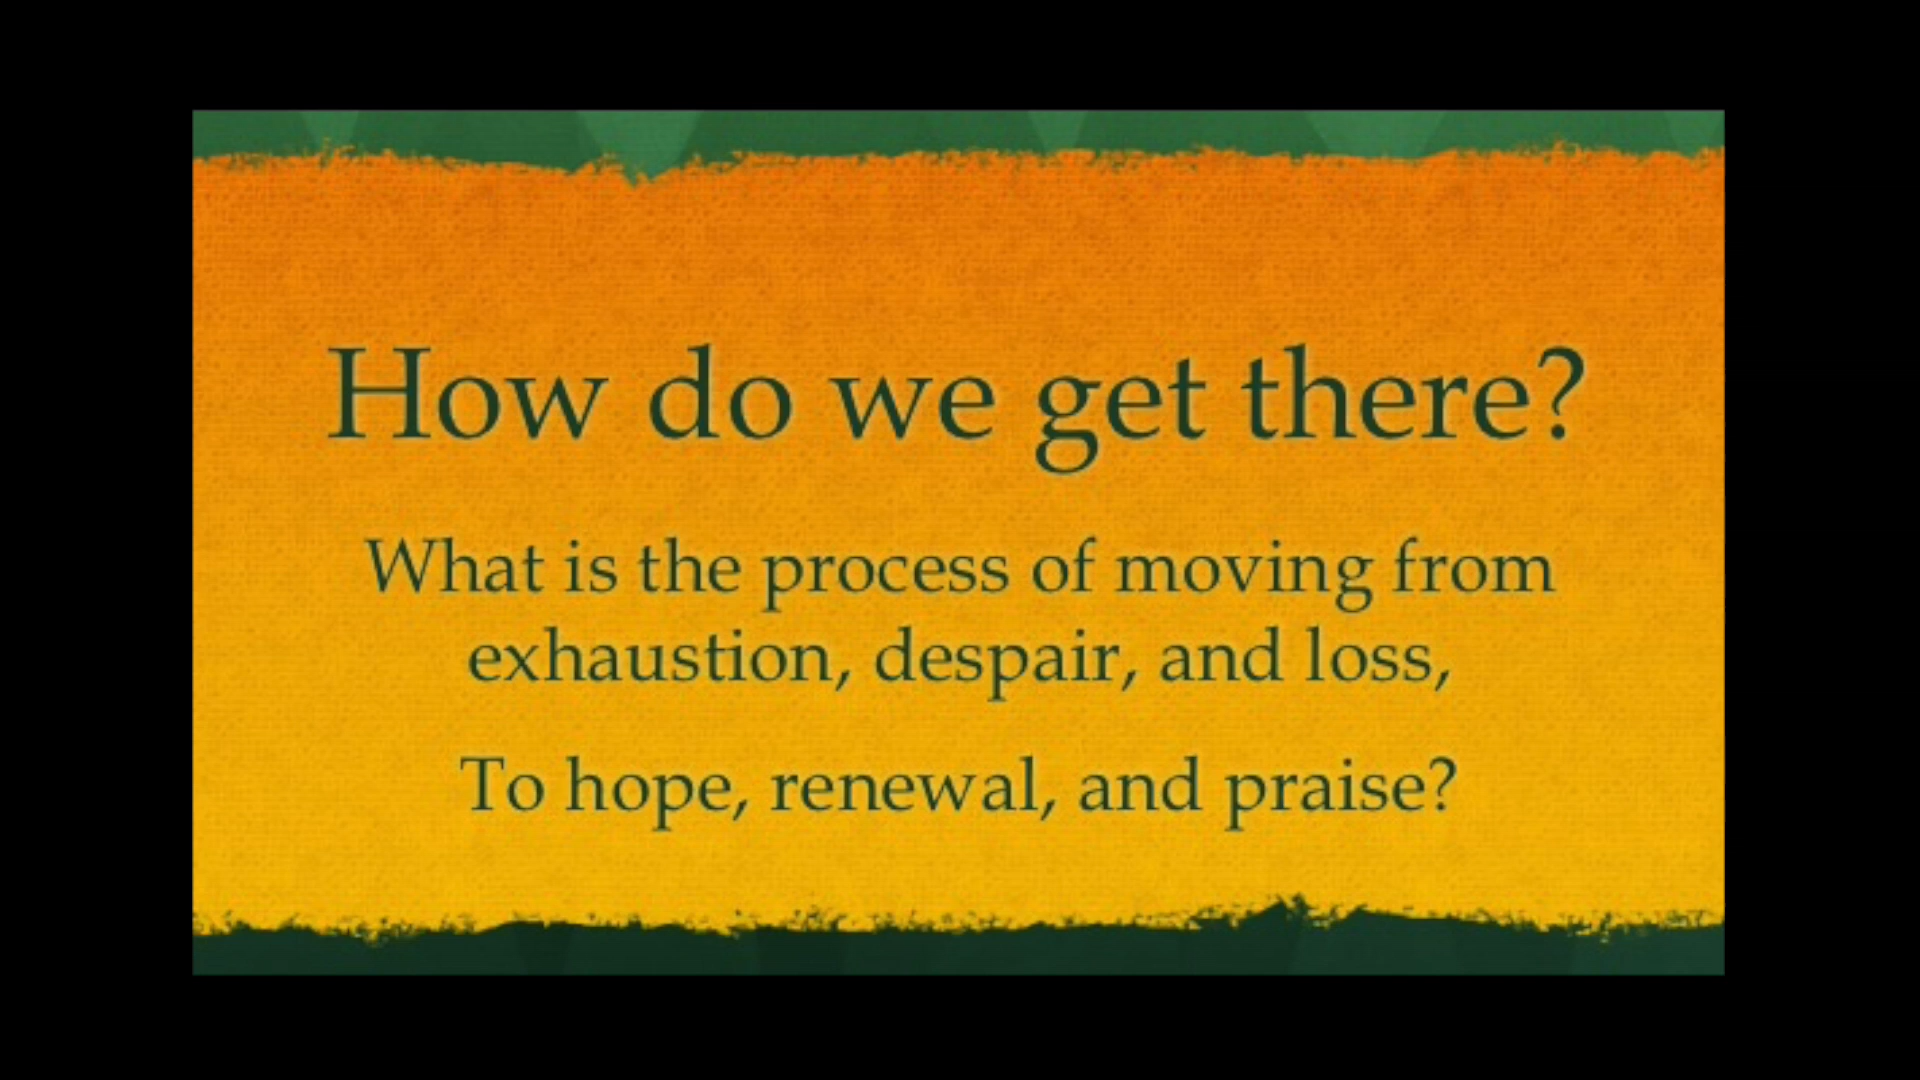 How do we get there?
What is the process of moving from
exhaustion, despair, and loss,
To hope, renewal, and praise?